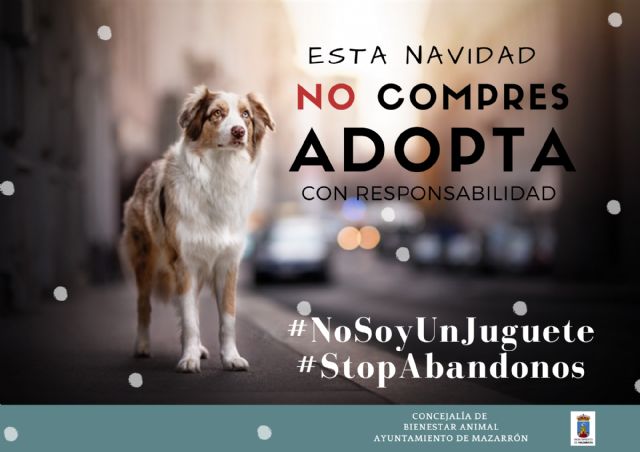 ESTA NAVIDAD
NO COMPRES
ADOPTA
CON RESPONSABILIDAD
#NoSoyUnJuguete
#StopAbandonos
CONCEJALÍA DE
BIENESTAR ANIMAL
AYUNTAMIENTO DE MAZARRÓN